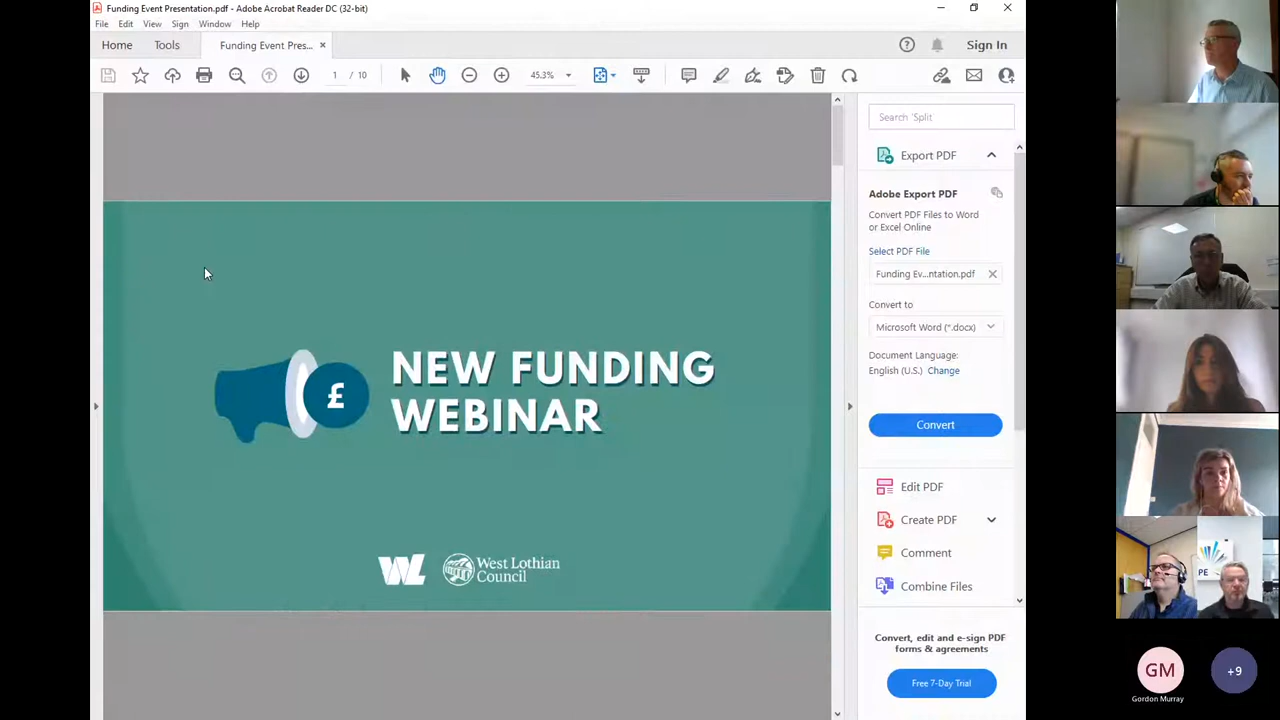 Funding Event Presentation.pdf - Adobe Acrobat Reader DC (32-bit)
File Edit View Sign Window Help
Home Tools Funding Event Pres... ×
Sign In
1 / 10
45.3%
NEW FUNDING
WEBINAR
£
WL
West Lothian
Council
Search 'Split
Export PDF
Adobe Export PDF
Convert PDF Files to Word
or Excel Online
Select PDF File
Funding Ev...ntation.pdf
Convert to
Microsoft Word (*.docx)
Document Language:
English (U.S.) Change
Convert
Edit PDF
Create PDF
Comment
Combine Files
Convert, edit and e-sign PDF
forms & agreements
Free 7-Day Trial
PE
GM
Gordon Murray
+9